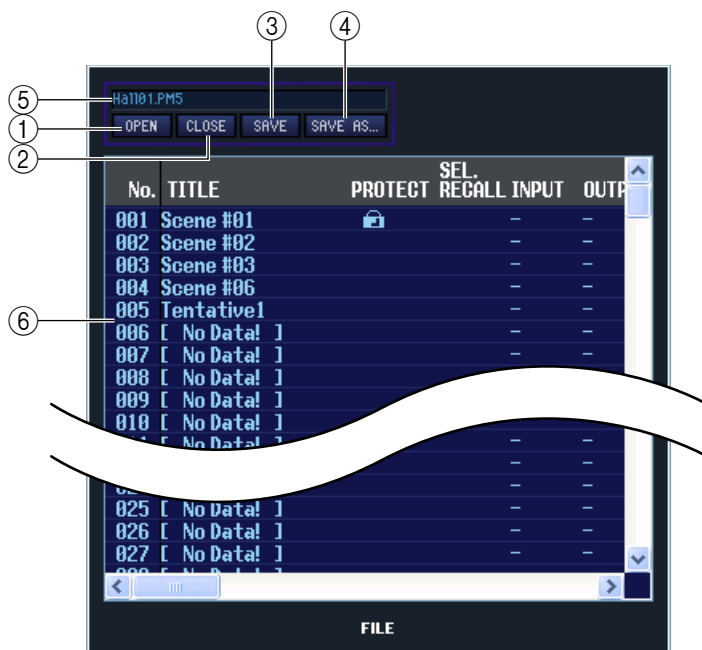 ③ ④
⑤ Hall01.PM5
① OPEN CLOSE SAVE SAVE AS...
②
No. TITLE PROTECT SEL. RECALL INPUT OUTP
001 Scene #01 – –
002 Scene #02 – –
003 Scene #03 – –
004 Scene #06 – –
⑥ 005 Tentative1 – –
006 [ No Data! ] – –
007 [ No Data! ] – –
008 [ No Data! ]
009 [ No Data! ]
010 [ No Data! ]
[ No Data! ] – –
– –
– –
025 [ No Data! ] – –
026 [ No Data! ] – –
027 [ No Data! ] – –
FILE